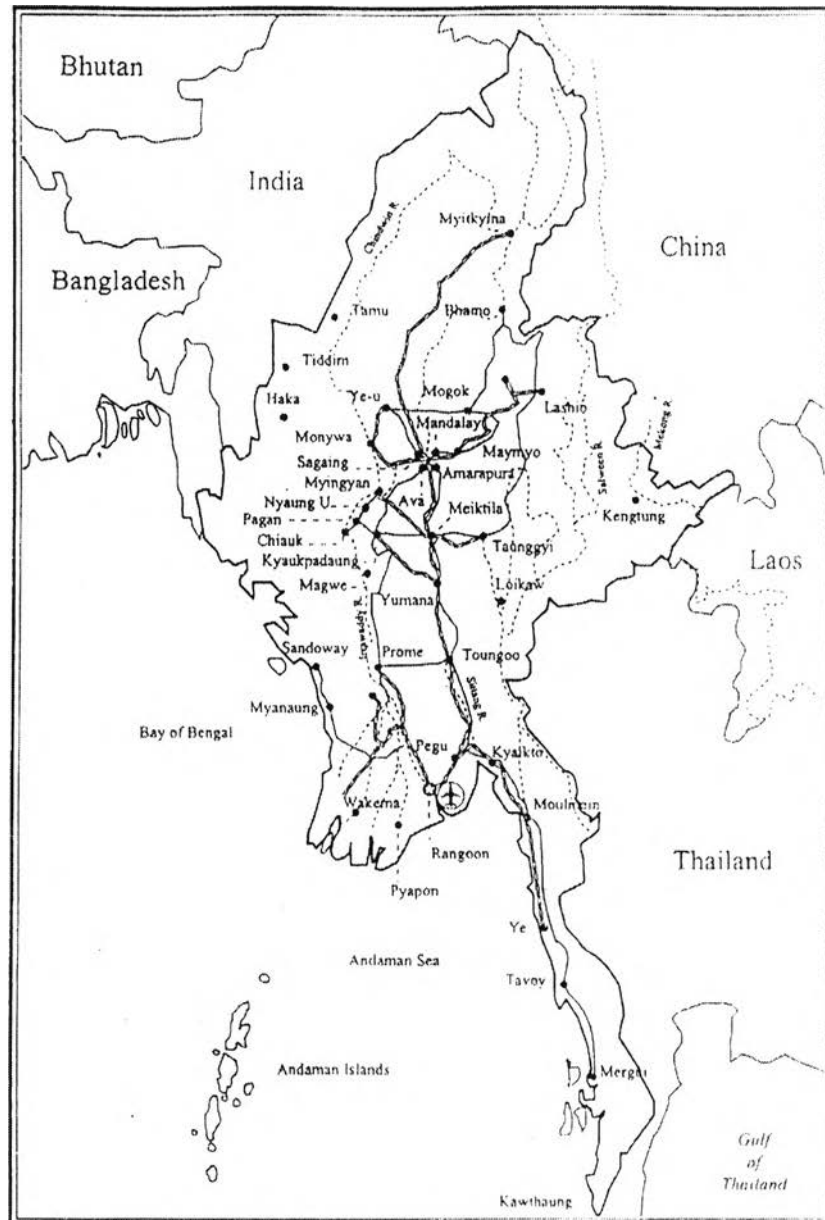 Bhutan
India
Bangladesh
China
Chindwin R.
Myitkyina
Tamu
Bhamo
Tiddim
Haka
Ye-u
Mogok
Lashio
Mandalay
Monywa
Maymyo
Sagaing
Amarapura
Myingyan
Nyaung U
Ava
Meiktila
Pagan
Chiauk
Taunggyi
Kyaukpadaung
Magwe
Yumana
Loikaw
Salween R.
Mekong R.
Kengtung
Laos
Sandoway
Prome
Toungoo
Sittang R.
Myanaung
Bay of Bengal
Pegu
Kyaikto
Wakema
Moulmein
Rangoon
Thailand
Pyapon
Ye
Andaman Sea
Tavoy
Andaman Islands
Mergui
Gulf
of
Thailand
Kawthaung